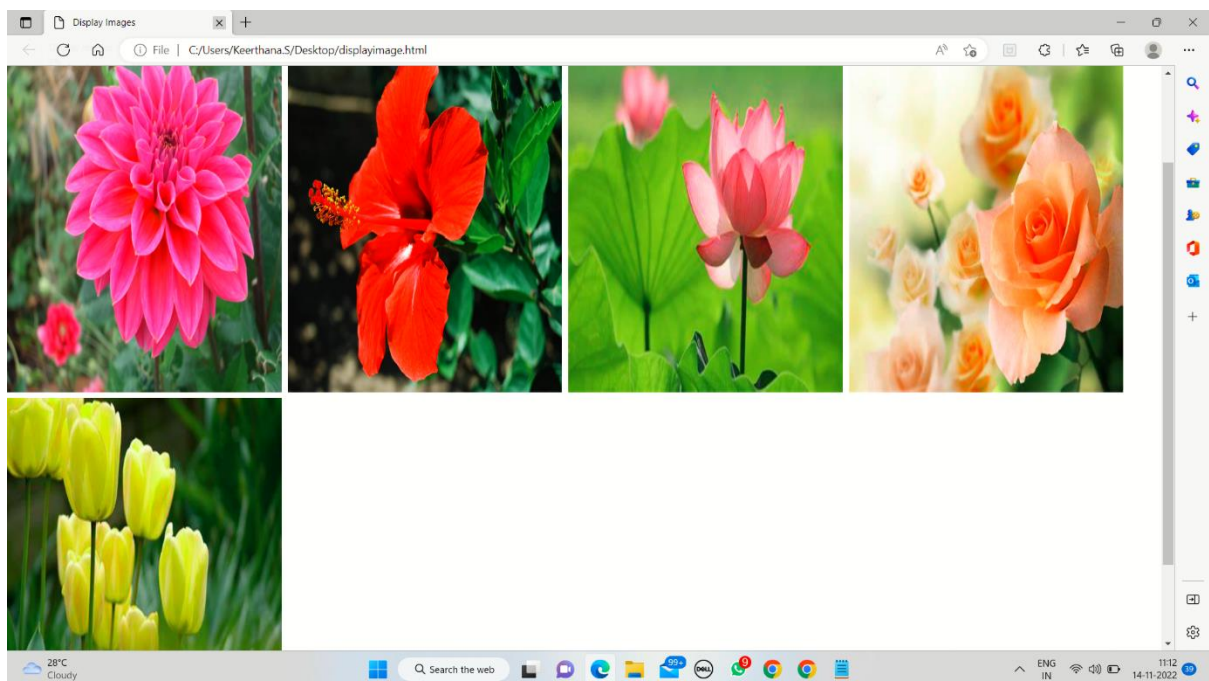 Display Images
File | C:/Users/Keerthana.S/Desktop/displayimage.html
28°C
Cloudy
Search the web
99+
DELL
9
ENG
IN
11:12
14-11-2022
39